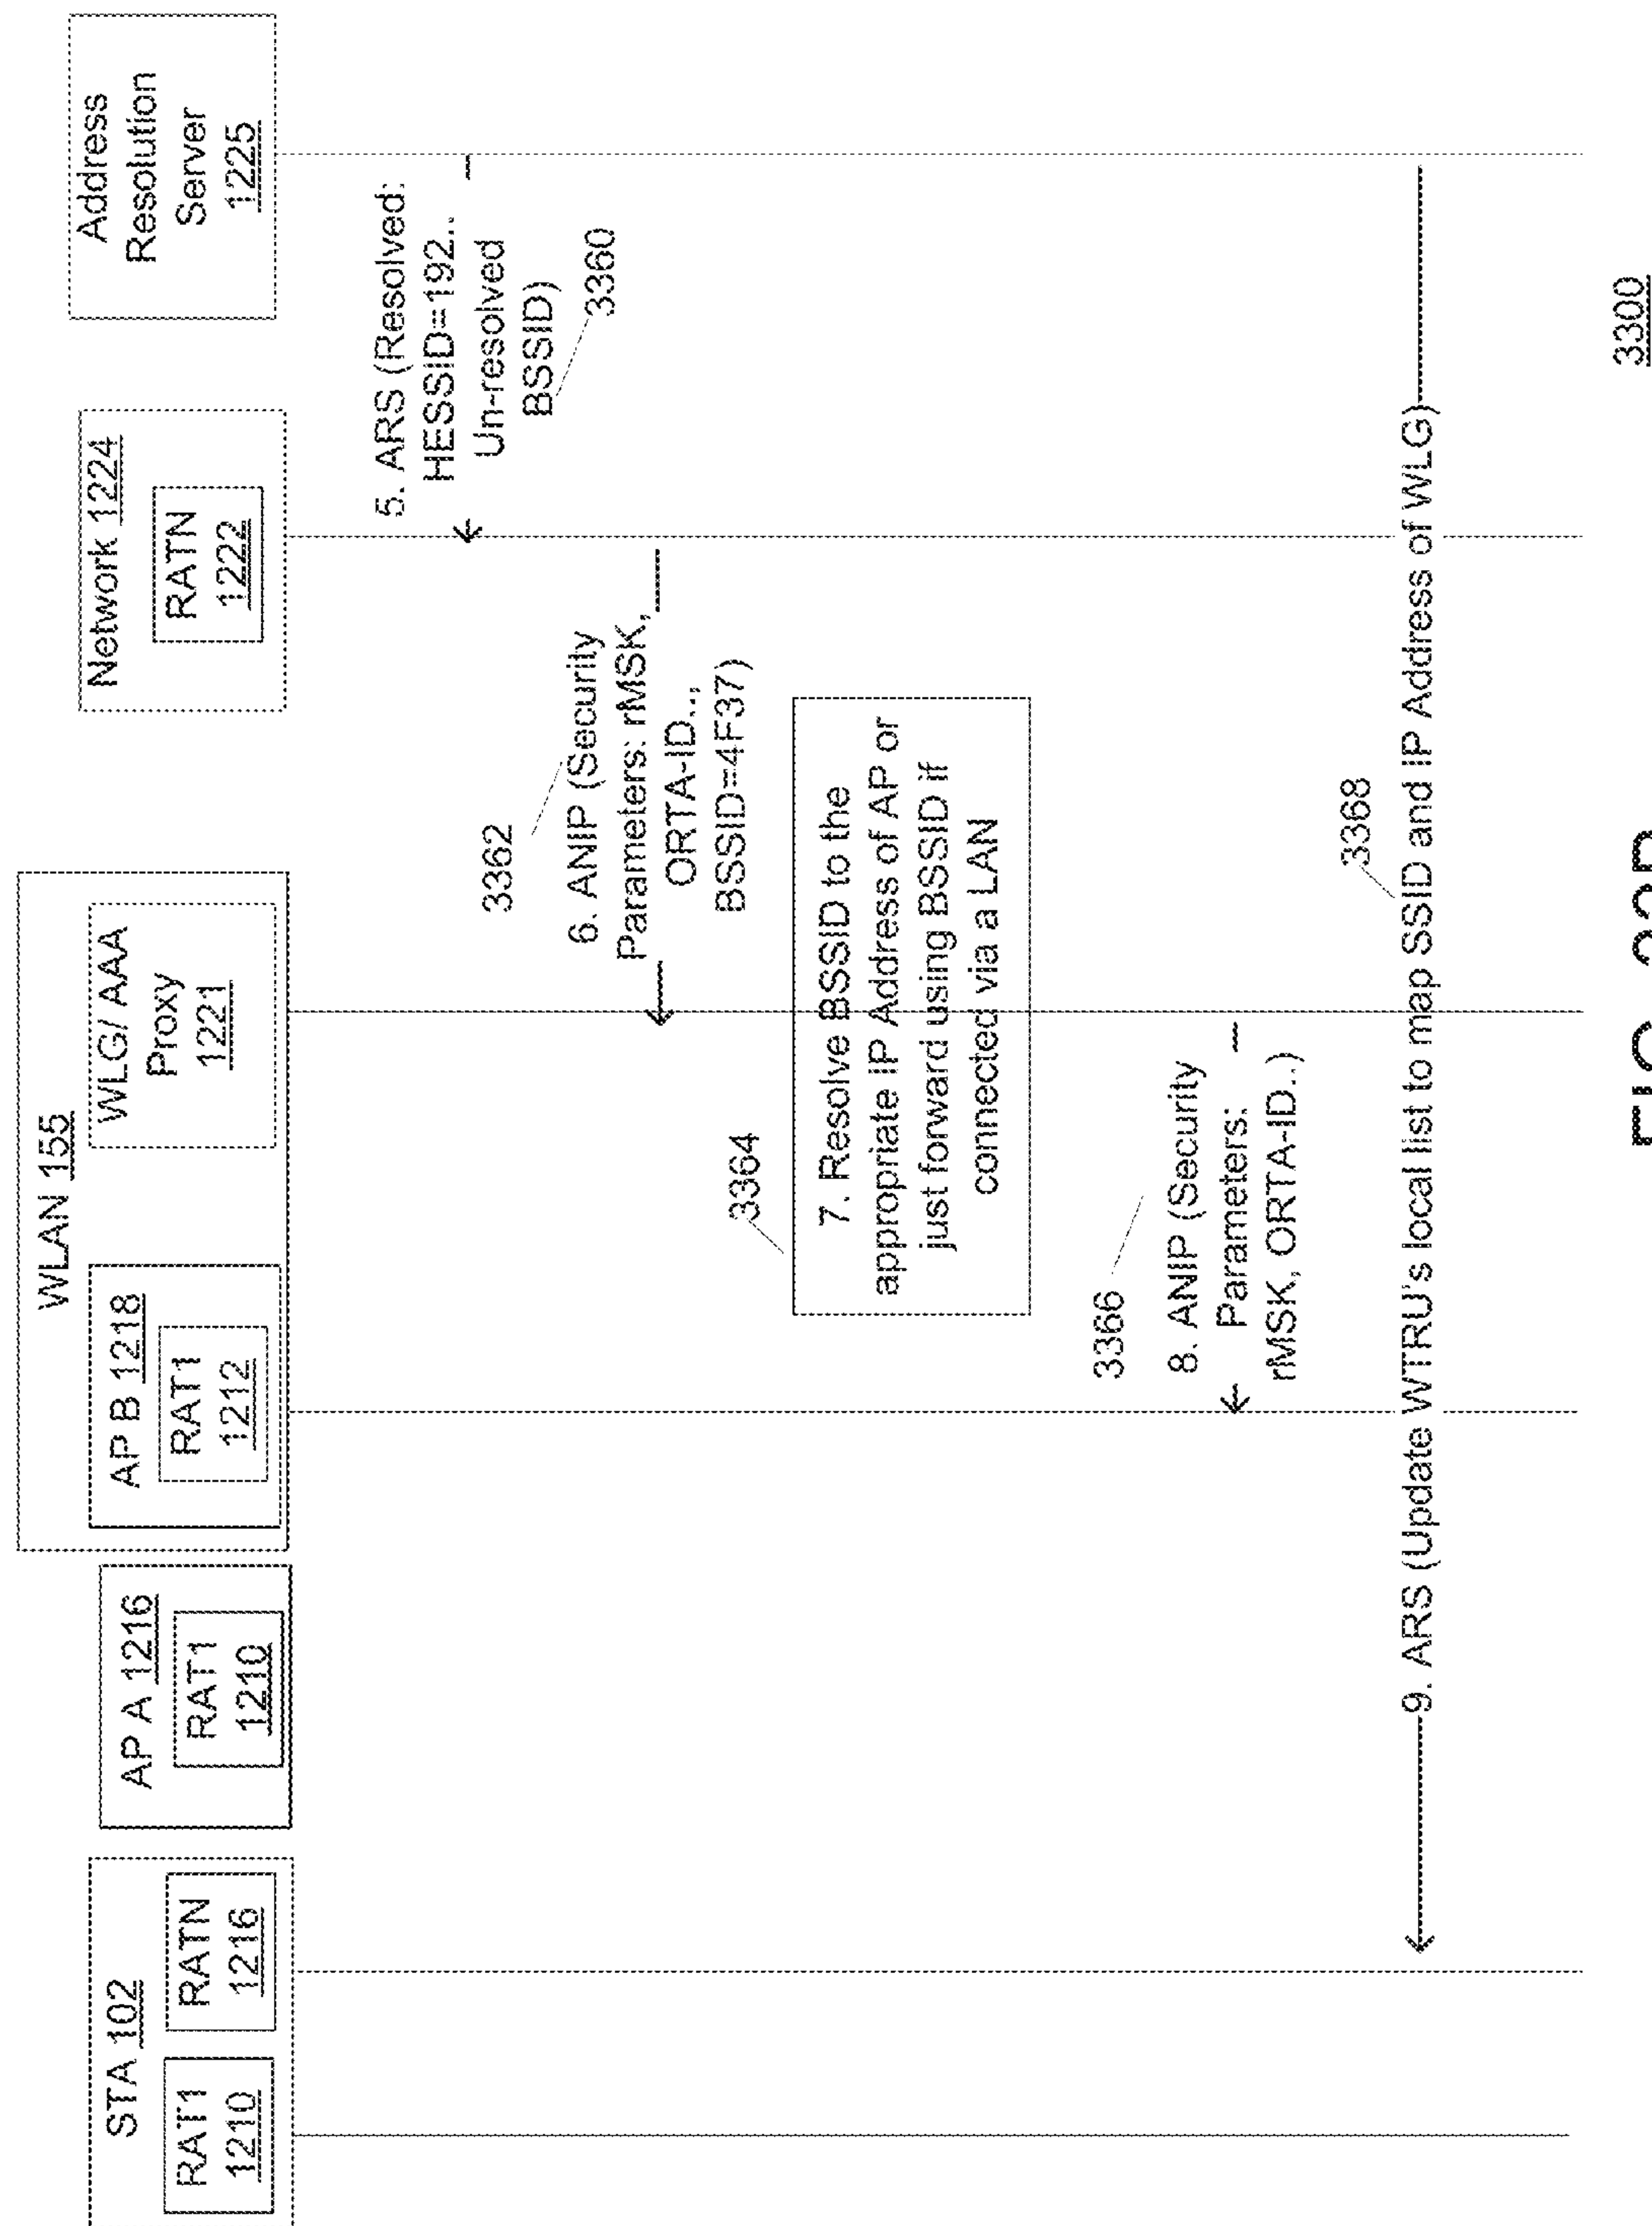 STA 102
RAT1
1210
RATN
1216
AP A 1216
RAT1
1210
WLAN 155
AP B 1218
RAT1
1212
WLG/ AAA
Proxy
1221
Network 1224
RATN
1222
Address
Resolution
Server
1225
5. ARS (Resolved:
HESSID=192..
Un-resolved
BSSID)
3360
3362
6. ANIP (Security
Parameters: rMSK,
ORTA-ID..,
BSSID=4F37)
3364
7. Resolve BSSID to the
appropriate IP Address of AP or
just forward using BSSID if
connected via a LAN
3366
8. ANIP (Security
Parameters:
rMSK, ORTA-ID..)
3368
9. ARS (Update WTRU's local list to map SSID and IP Address of WLG)
3300